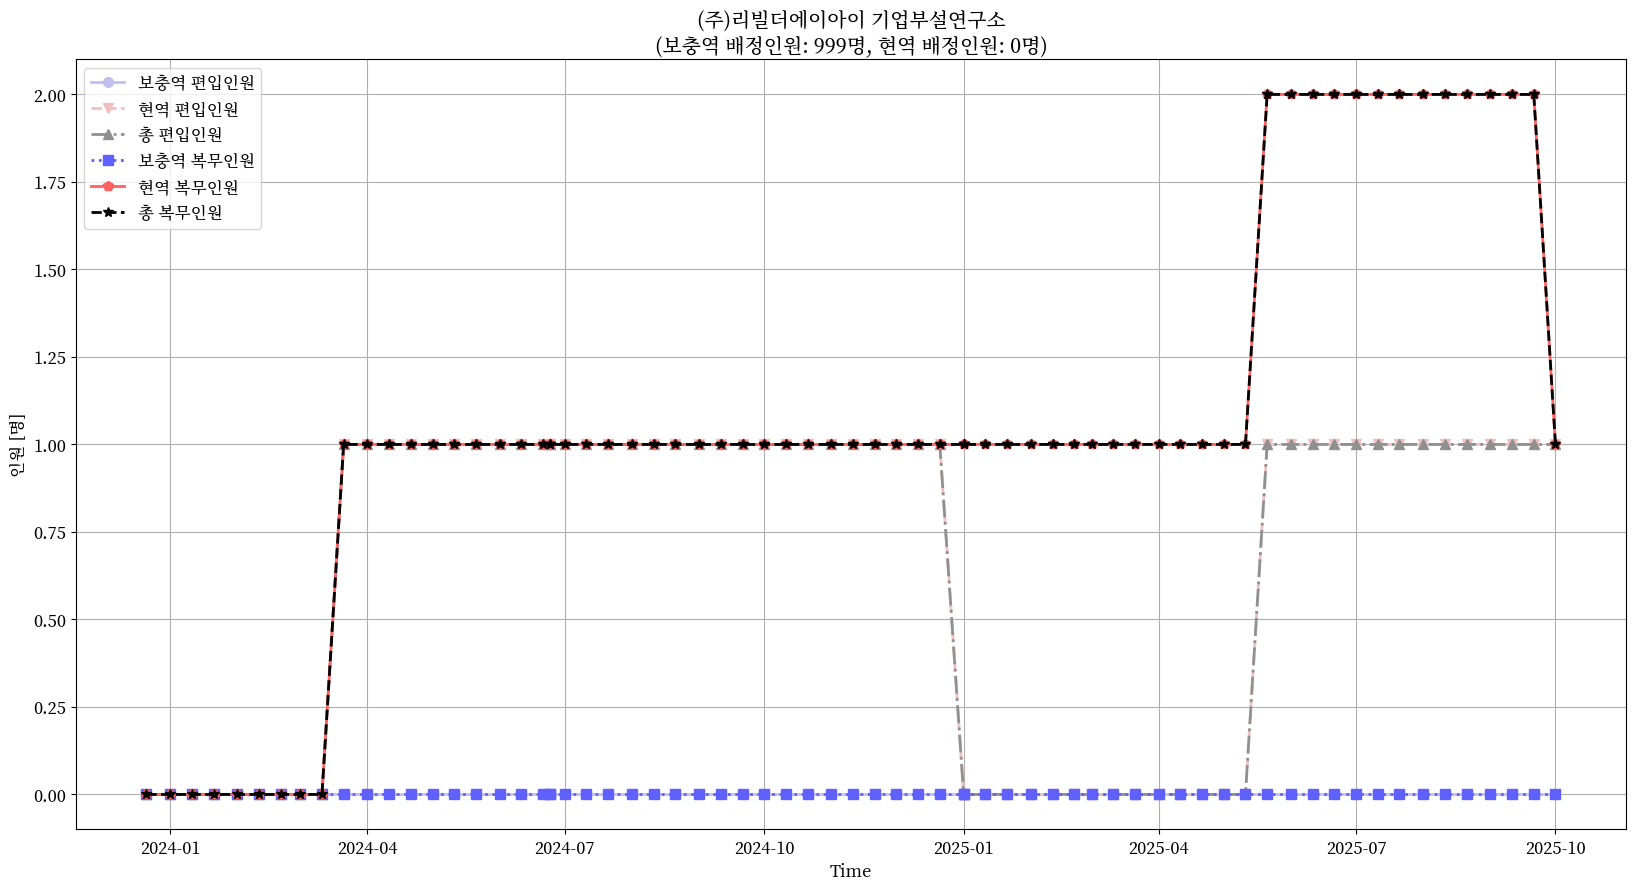 (주)리빌더에이아이 기업부설연구소
(보충역 배정인원: 999명, 현역 배정인원: 0명)
보충역 편입인원
현역 편입인원
총 편입인원
보충역 복무인원
현역 복무인원
총 복무인원
인원 [명]
2.00
1.75
1.50
1.25
1.00
0.75
0.50
0.25
0.00
2024-01
2024-04
2024-07
2024-10
2025-01
2025-04
2025-07
2025-10
Time